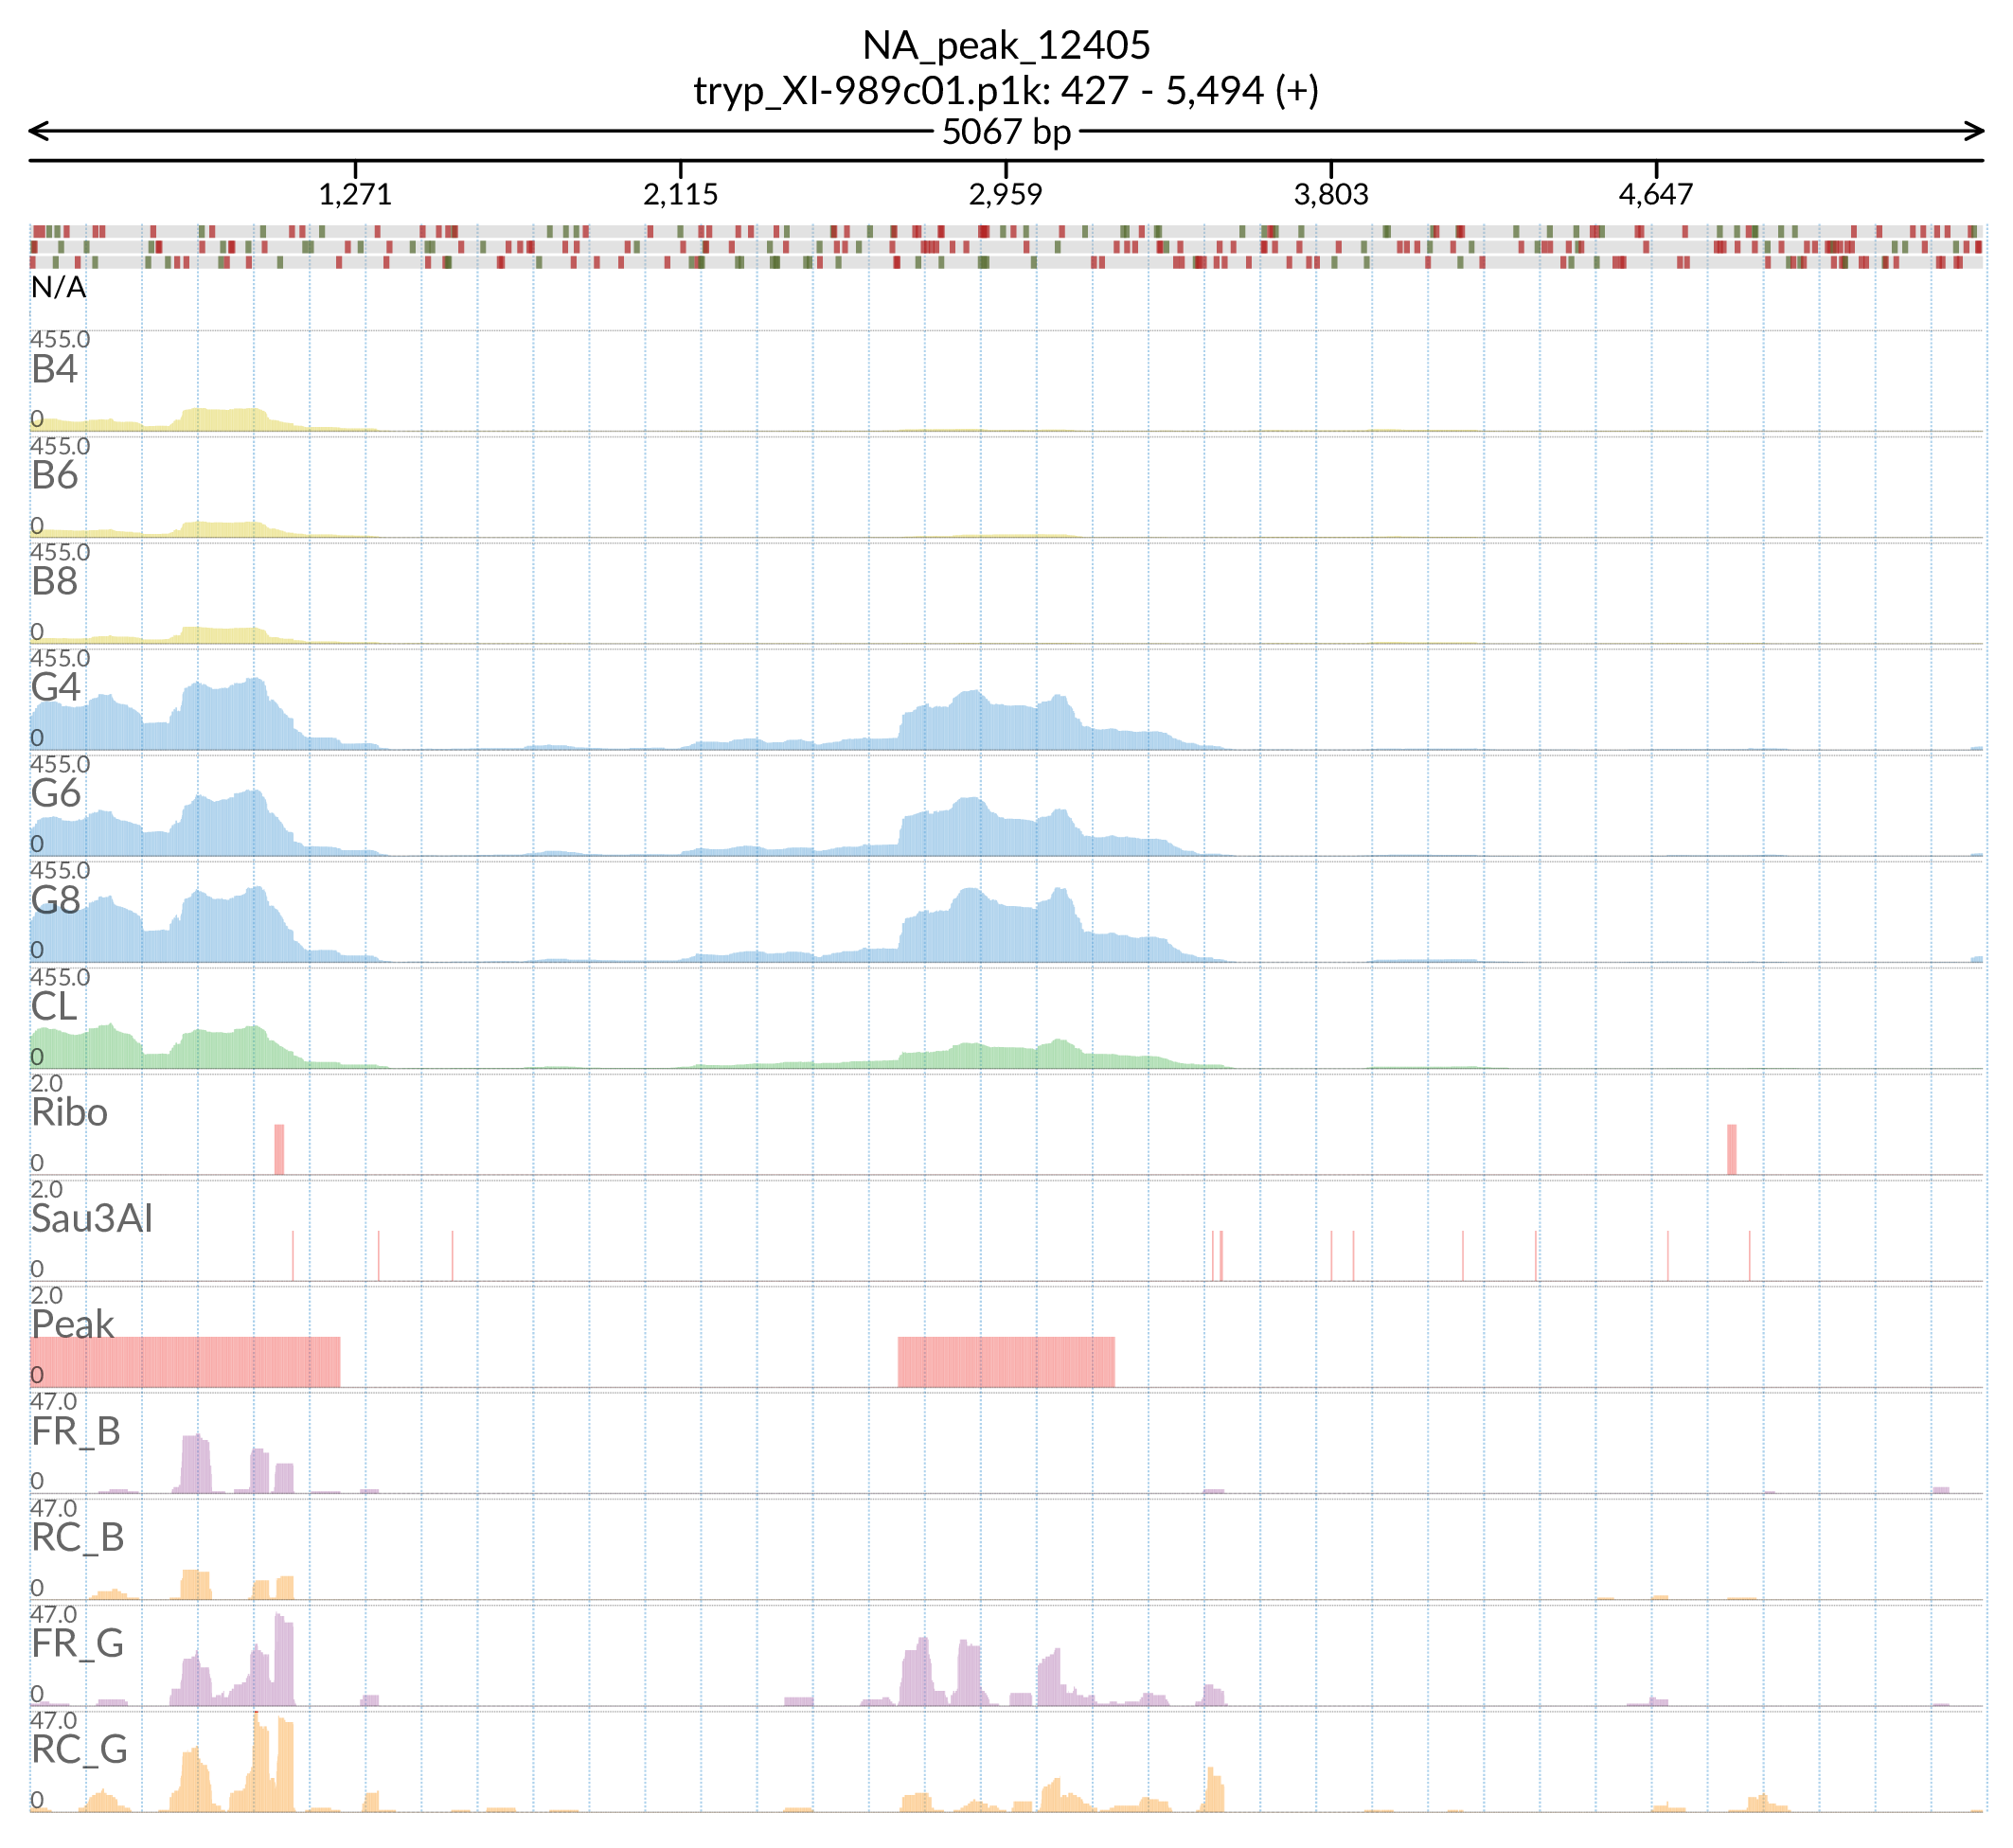 NA_peak_12405
tryp_XI-989c01.p1k: 427 - 5,494 (+)
5067 bp
1,271 2,115 2,959 3,803 4,647
N/A
455.0
B4
0
455.0
B6
0
455.0
B8
0
455.0
G4
0
455.0
G6
0
455.0
G8
0
455.0
CL
0
2.0
Ribo
0
2.0
Sau3AI
0
2.0
Peak
0
47.0
FR_B
0
47.0
RC_B
0
47.0
FR_G
0
47.0
RC_G
0